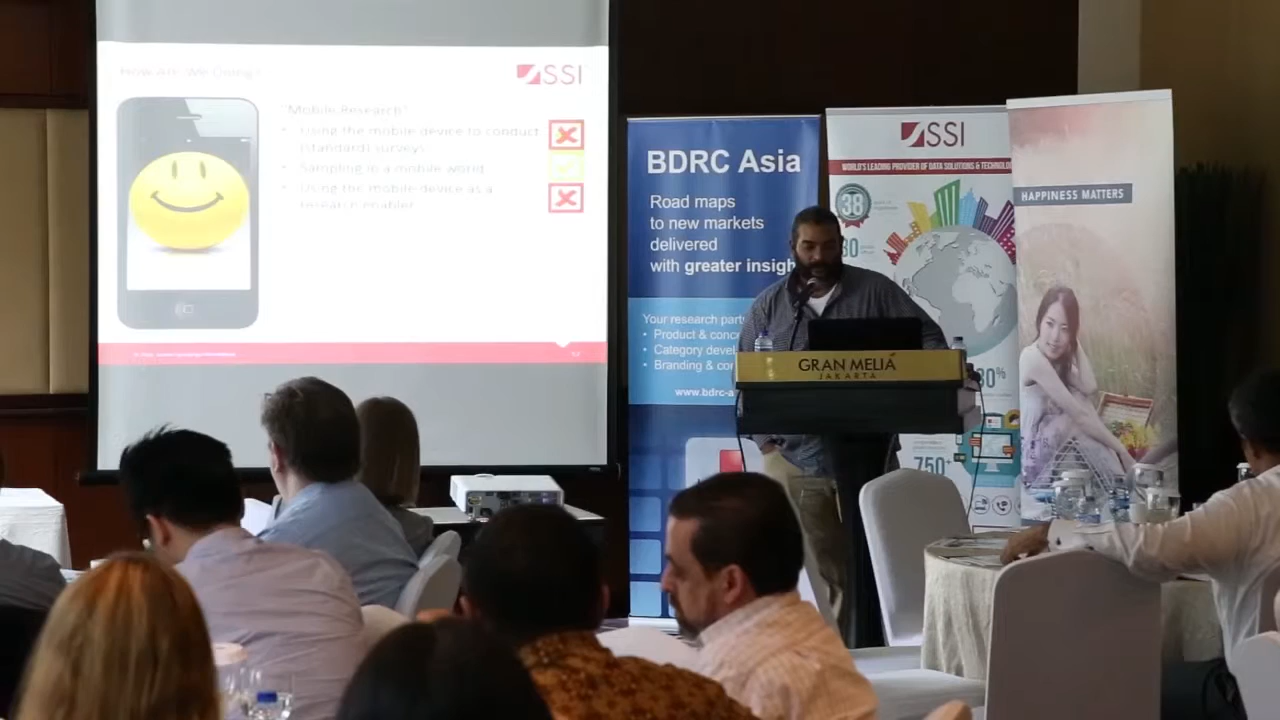 How Are We Doing?
SSI
"Mobile Research"
• Using the mobile device to conduct
(standard) surveys
• Sampling in a mobile world
• Using the mobile device as a
research enabler
BDRC Asia
Road maps
to new markets
delivered
with greater insigh
Your research part
• Product & conc
• Category devel
• Branding & co
www.bdrc-a
SSI
WORLD'S LEADING PROVIDER OF DATA SOLUTIONS & TECHNOLO
38
30
30%
750+
HAPPINESS MATTERS
GRAN MELIÁ
JAKARTA